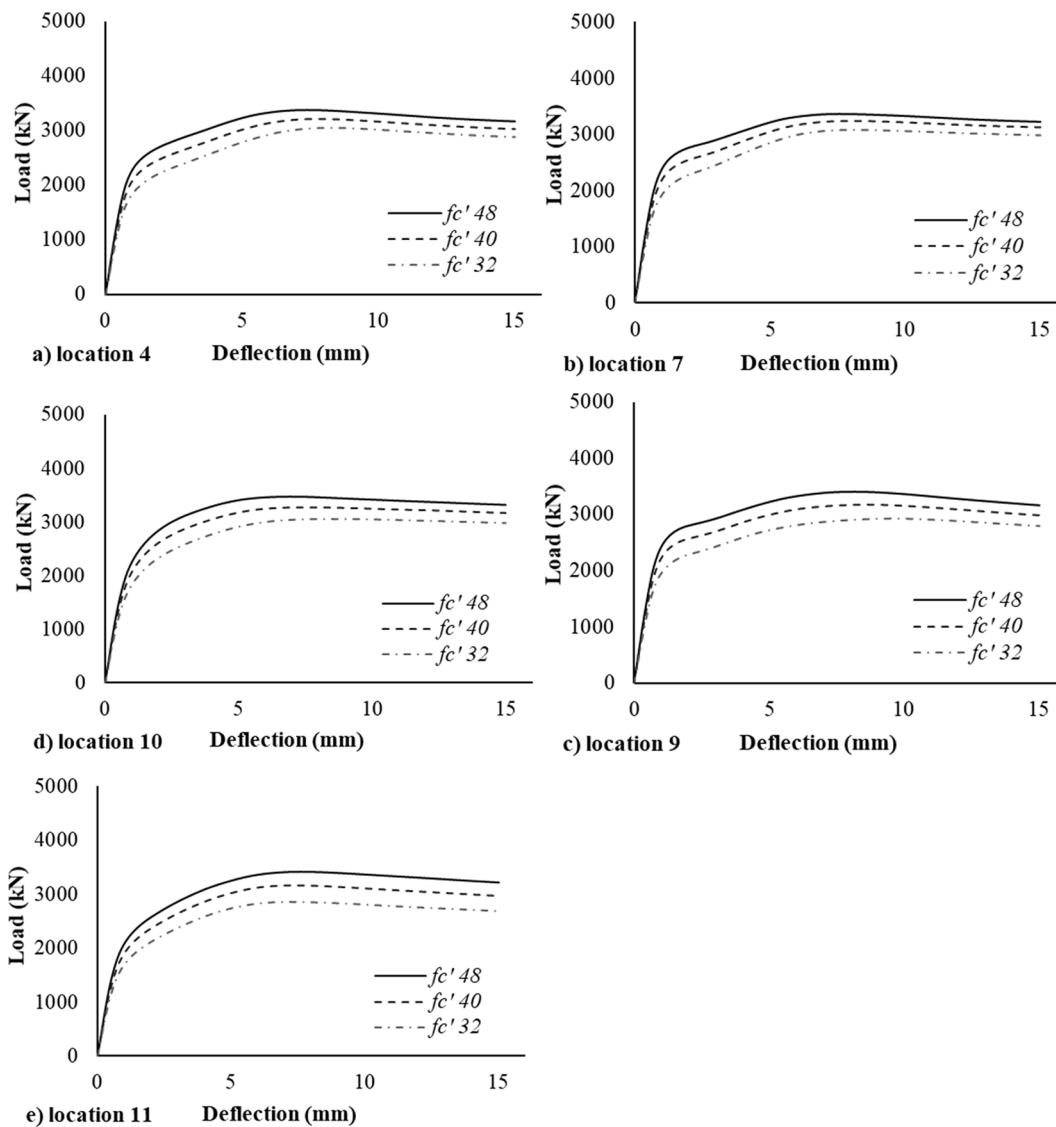 5000
4000
3000
2000
1000
0
Load (kN)
fc' 48
fc' 40
fc' 32
0 5 10 15
a) location 4 Deflection (mm)
5000
4000
3000
2000
1000
0
Load (kN)
fc' 48
fc' 40
fc' 32
0 5 10 15
b) location 7 Deflection (mm)
5000
4000
3000
2000
1000
0
Load (kN)
fc' 48
fc' 40
fc' 32
0 5 10 15
d) location 10 Deflection (mm)
5000
4000
3000
2000
1000
0
Load (kN)
fc' 48
fc' 40
fc' 32
0 5 10 15
c) location 9 Deflection (mm)
5000
4000
3000
2000
1000
0
Load (kN)
fc' 48
fc' 40
fc' 32
0 5 10 15
e) location 11 Deflection (mm)